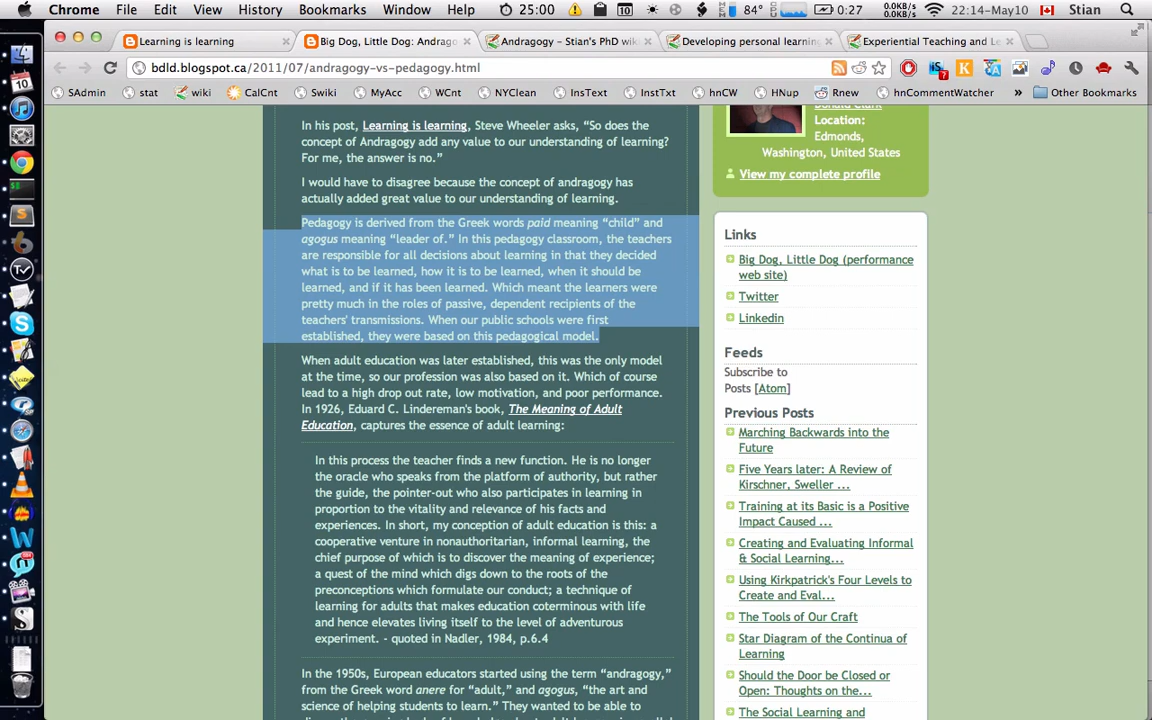 Chrome File Edit View History Bookmarks Window Help 25:00 10 84° 0:27 0.0KB/s 0.0KB/s 22:14-May10 Stian
Learning is learning
Big Dog, Little Dog: Andrago
Andragogy – Stian's PhD wiki
Developing personal learning
Experiential Teaching and Le
bdld.blogspot.ca/2011/07/andragogy-vs-pedagogy.html
SAdmin stat wiki CalCnt Swiki MyAcc WCnt NYClean InsText InstTxt hnCW HNup Rnew hnCommentWatcher » Other Bookmarks
In his post, Learning is learning, Steve Wheeler asks, “So does the
concept of Andragogy add any value to our understanding of learning?
For me, the answer is no.”
I would have to disagree because the concept of andragogy has
actually added great value to our understanding of learning.
Pedagogy is derived from the Greek words paid meaning “child” and
agogus meaning “leader of.” In this pedagogy classroom, the teachers
are responsible for all decisions about learning in that they decided
what is to be learned, how it is to be learned, when it should be
learned, and if it has been learned. Which meant the learners were
pretty much in the roles of passive, dependent recipients of the
teachers' transmissions. When our public schools were first
established, they were based on this pedagogical model.
When adult education was later established, this was the only model
at the time, so our profession was also based on it. Which of course
lead to a high drop out rate, low motivation, and poor performance.
In 1926, Eduard C. Lindereman's book, The Meaning of Adult
Education, captures the essence of adult learning:
In this process the teacher finds a new function. He is no longer
the oracle who speaks from the platform of authority, but rather
the guide, the pointer-out who also participates in learning in
proportion to the vitality and relevance of his facts and
experiences. In short, my conception of adult education is this: a
cooperative venture in nonauthoritarian, informal learning, the
chief purpose of which is to discover the meaning of experience;
a quest of the mind which digs down to the roots of the
preconceptions which formulate our conduct; a technique of
learning for adults that makes education coterminous with life
and hence elevates living itself to the level of adventurous
experiment. - quoted in Nadler, 1984, p.6.4
In the 1950s, European educators started using the term “andragogy,”
from the Greek word anere for “adult,” and agogus, “the art and
science of helping students to learn.” They wanted to be able to
Donald Clark
Location:
Edmonds,
Washington, United States
View my complete profile
Links
Big Dog, Little Dog (performance
web site)
Twitter
Linkedin
Feeds
Subscribe to
Posts [Atom]
Previous Posts
Marching Backwards into the
Future
Five Years later: A Review of
Kirschner, Sweller ...
Training at its Basic is a Positive
Impact Caused ...
Creating and Evaluating Informal
& Social Learning...
Using Kirkpatrick's Four Levels to
Create and Eval...
The Tools of Our Craft
Star Diagram of the Continua of
Learning
Should the Door be Closed or
Open: Thoughts on the...
The Social Learning and